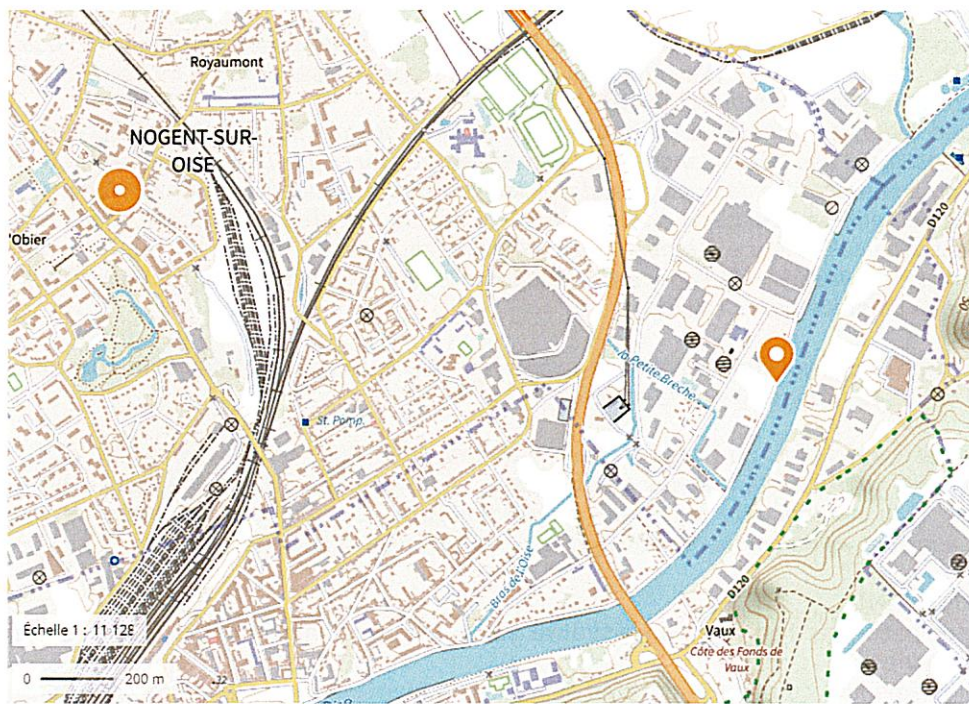 Royaumont
NOGENT-SUR-
OISE
'Obier
D120
la Petite Breche
St. Pomp.
Bras de l'Oise
D120
Vaux
Côte des Fonds de
Vaux
Échelle 1 : 11 128
0 200 m